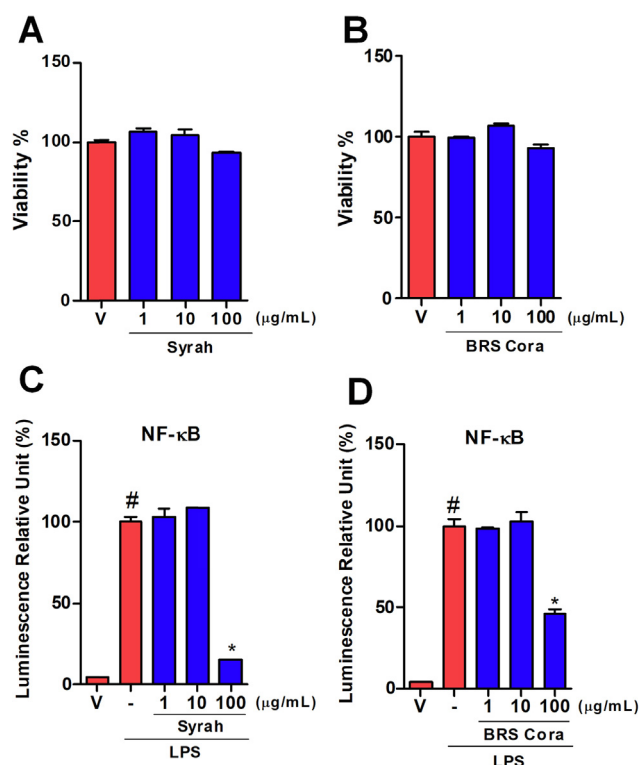 A
Viability %
150
100
50
0
V 1 10 100 (μg/mL)
Syrah
B
Viability %
150
100
50
0
V 1 10 100 (μg/mL)
BRS Cora
C
NF-κB
Luminescence Relative Unit (%)
150
100
50
0
#
*
V - 1 10 100 (μg/mL)
Syrah
LPS
D
NF-κB
Luminescence Relative Unit (%)
150
100
50
0
#
*
V - 1 10 100 (μg/mL)
BRS Cora
LPS